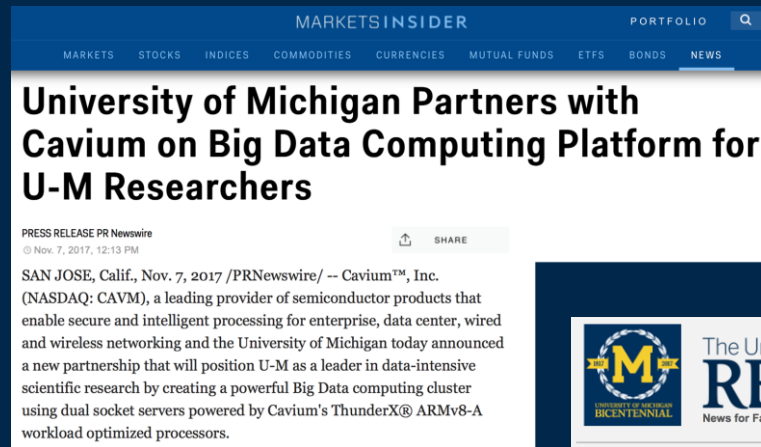 MARKETS INSIDER
PORTFOLIO
MARKETS STOCKS INDICES COMMODITIES CURRENCIES MUTUAL FUNDS ETFS BONDS NEWS
University of Michigan Partners with
Cavium on Big Data Computing Platform for
U-M Researchers
PRESS RELEASE PR Newswire
Nov. 7, 2017, 12:13 PM
SHARE
SAN JOSE, Calif., Nov. 7, 2017 /PRNewswire/ -- Cavium™, Inc.
(NASDAQ: CAVM), a leading provider of semiconductor products that
enable secure and intelligent processing for enterprise, data center, wired
and wireless networking and the University of Michigan today announced
a new partnership that will position U-M as a leader in data-intensive
scientific research by creating a powerful Big Data computing cluster
using dual socket servers powered by Cavium's ThunderX® ARMv8-A
workload optimized processors.
1817 M 2017
UNIVERSITY OF MICHIGAN
BICENTENNIAL
The U
RE
News for Fa